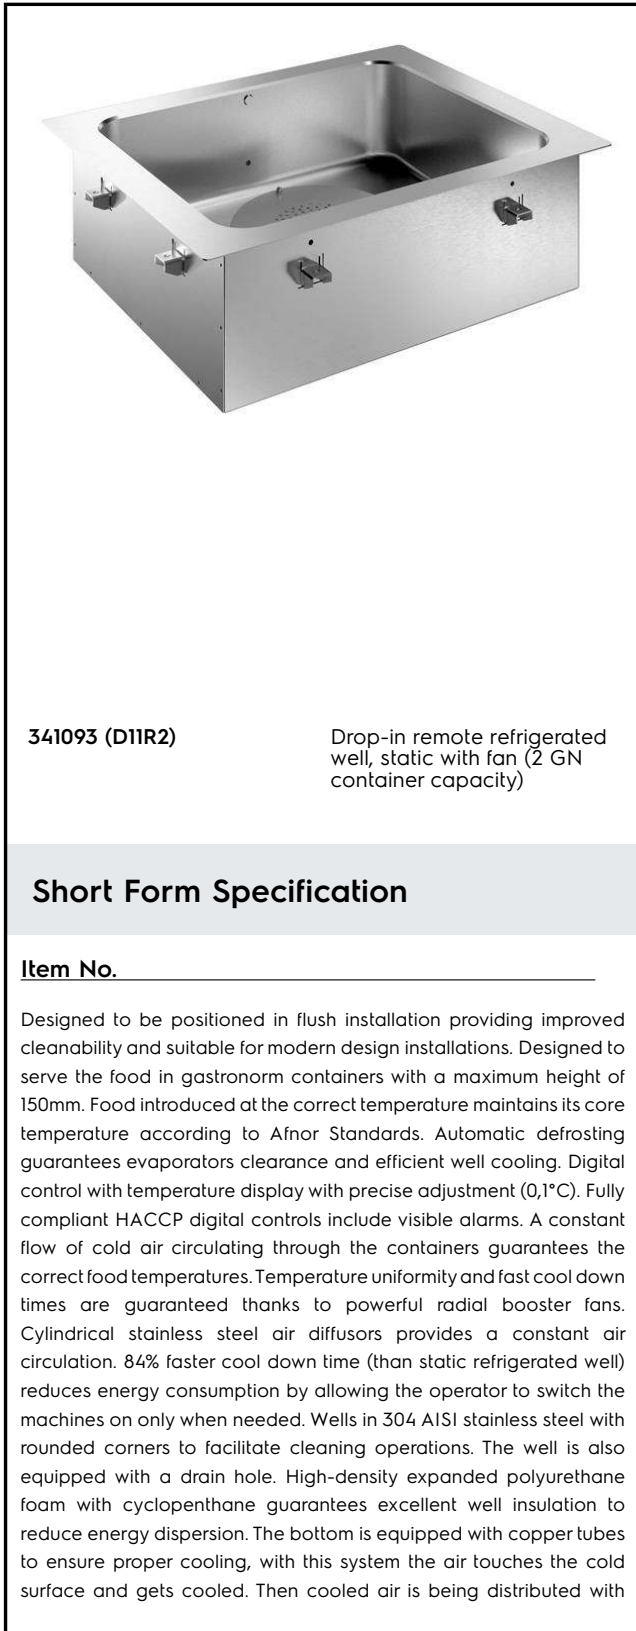 341093 (D11R2)
Drop-in remote refrigerated
well, static with fan (2 GN
container capacity)
Short Form Specification
Item No.
Designed to be positioned in flush installation providing improved
cleanability and suitable for modern design installations. Designed to
serve the food in gastronorm containers with a maximum height of
150mm. Food introduced at the correct temperature maintains its core
temperature according to Afnor Standards. Automatic defrosting
guarantees evaporators clearance and efficient well cooling. Digital
control with temperature display with precise adjustment (0,1°C). Fully
compliant HACCP digital controls include visible alarms. A constant
flow of cold air circulating through the containers guarantees the
correct food temperatures. Temperature uniformity and fast cool down
times are guaranteed thanks to powerful radial booster fans.
Cylindrical stainless steel air diffusors provides a constant air
circulation. 84% faster cool down time (than static refrigerated well)
reduces energy consumption by allowing the operator to switch the
machines on only when needed. Wells in 304 AISI stainless steel with
rounded corners to facilitate cleaning operations. The well is also
equipped with a drain hole. High-density expanded polyurethane
foam with cyclopenthane guarantees excellent well insulation to
reduce energy dispersion. The bottom is equipped with copper tubes
to ensure proper cooling, with this system the air touches the cold
surface and gets cooled. Then cooled air is being distributed with